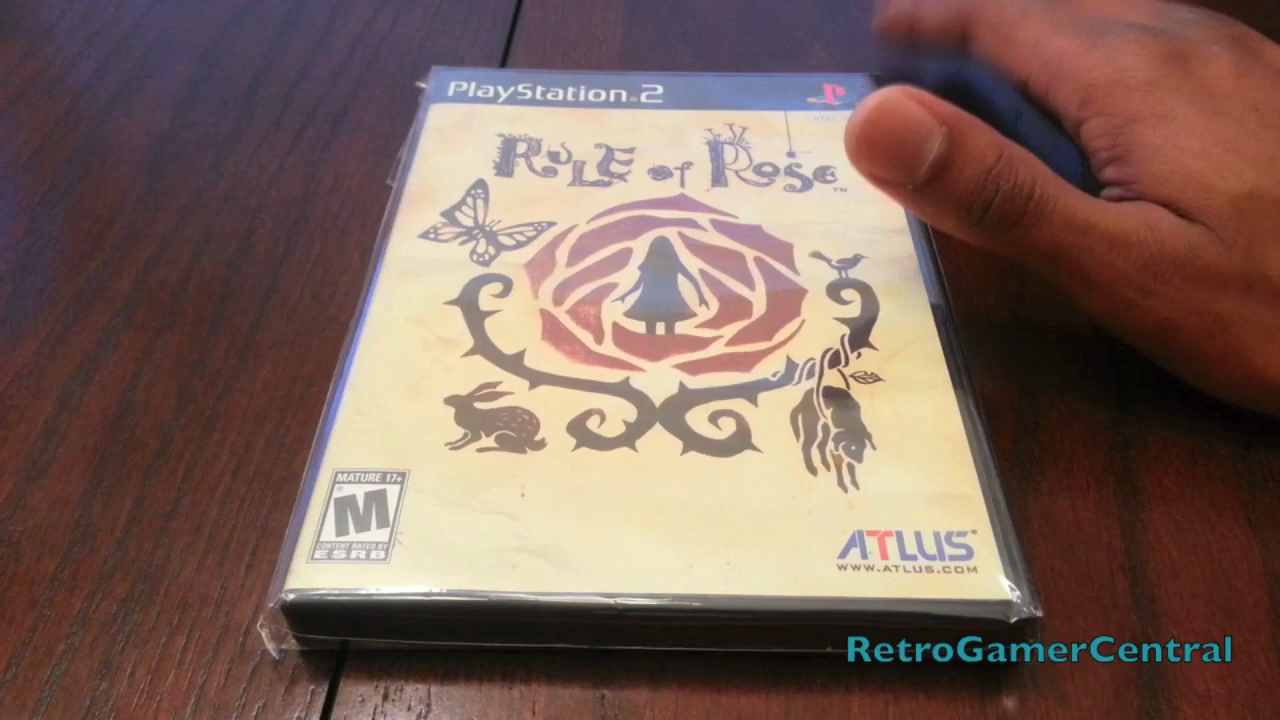 PlayStation®2
RULE of Rose™
MATURE 17+
M
CONTENT RATED BY
ESRB
ATLUS®
WWW.ATLUS.COM
RetroGamerCentral